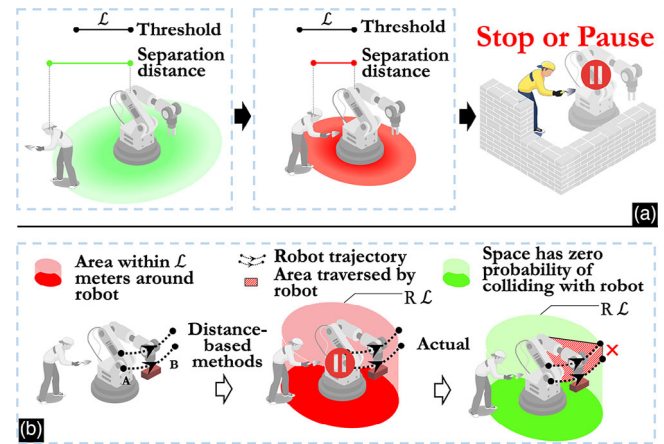 ℒ
Threshold
Separation
distance
ℒ
Threshold
Separation
distance
Stop or Pause
(a)
Area within ℒ
meters around
robot
Robot trajectory
Area traversed by
robot
Space has zero
probability of
colliding with robot
R ℒ
R ℒ
A
B
Distance-
based
methods
Actual
(b)